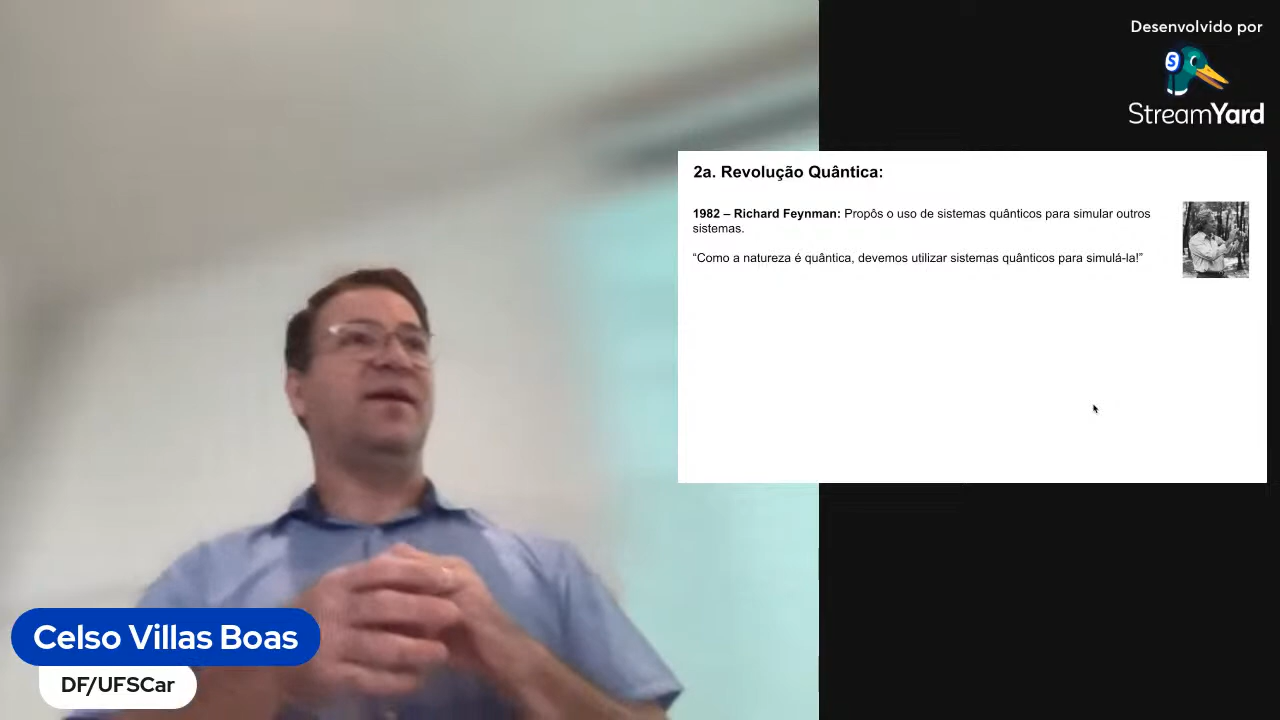 Desenvolvido por
S
StreamYard
2a. Revolução Quântica:
1982 – Richard Feynman: Propôs o uso de sistemas quânticos para simular outros
sistemas.
“Como a natureza é quântica, devemos utilizar sistemas quânticos para simulá-la!”
Celso Villas Boas
DF/UFSCar